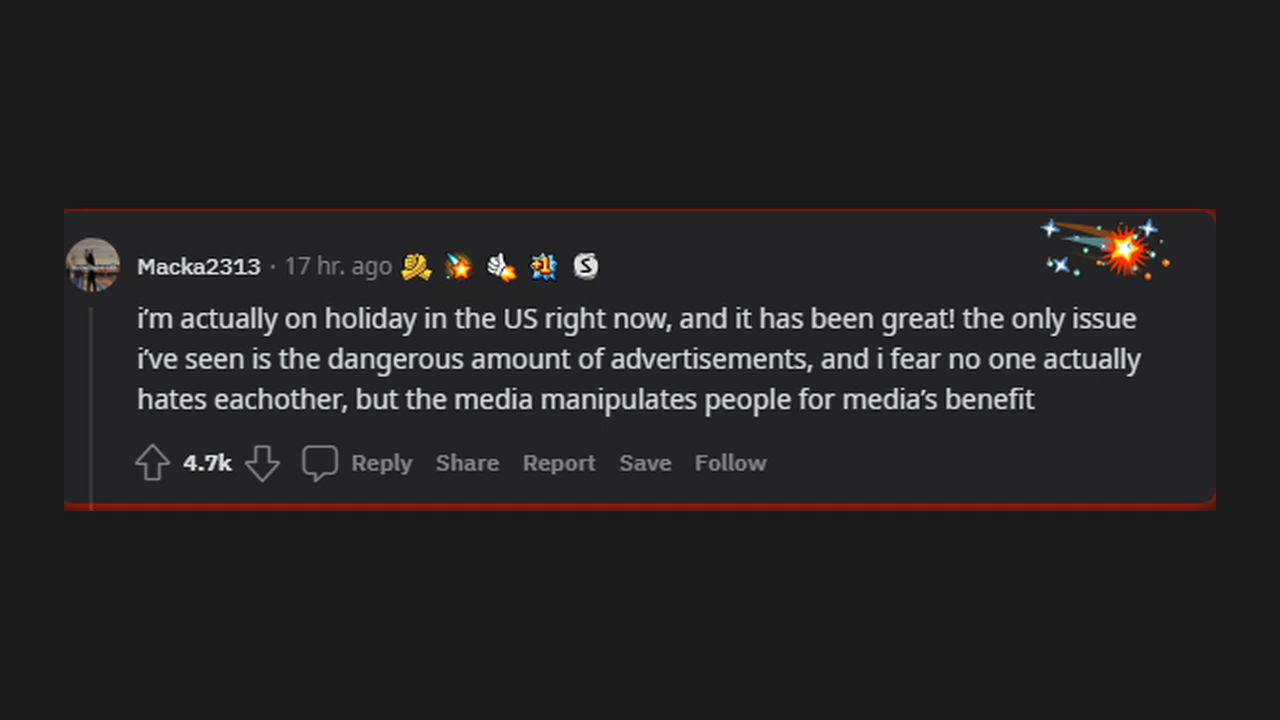 Macka2313 · 17 hr. ago +1 S
i'm actually on holiday in the US right now, and it has been great! the only issue
i've seen is the dangerous amount of advertisements, and i fear no one actually
hates eachother, but the media manipulates people for media's benefit
4.7k Reply Share Report Save Follow